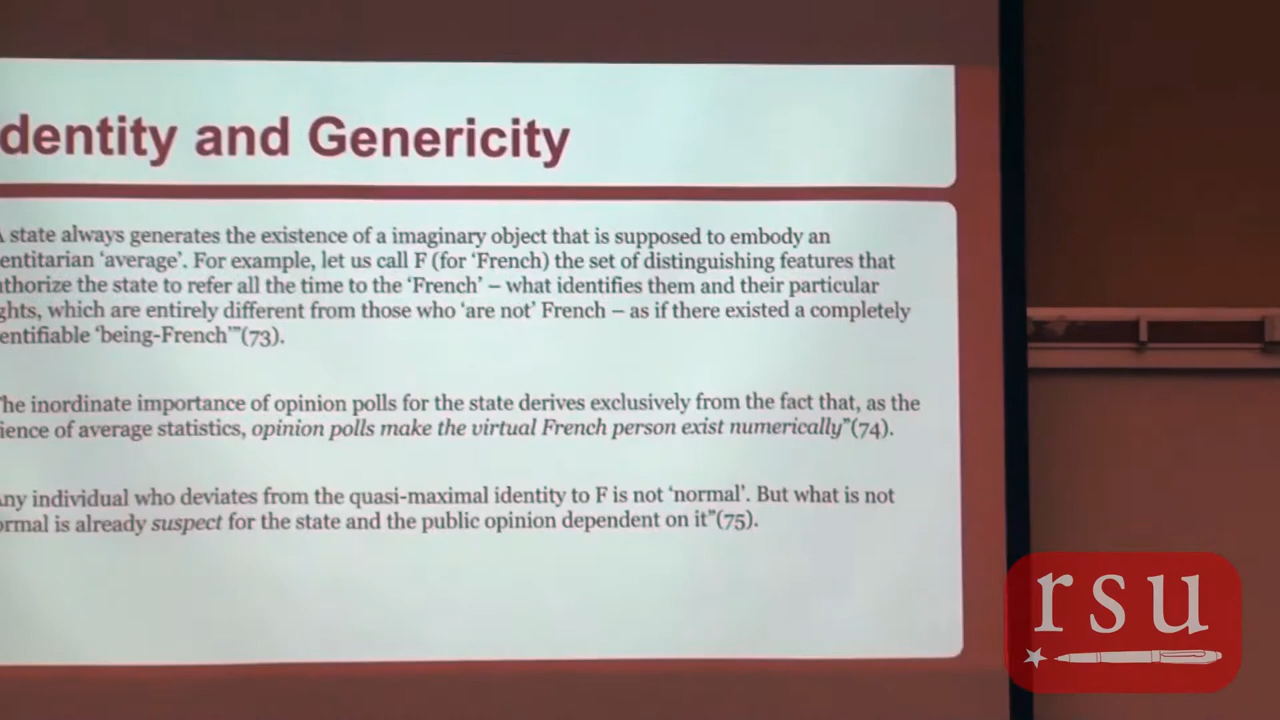 dentity and Genericity
A state always generates the existence of a imaginary object that is supposed to embody an
entitarian ‘average’. For example, let us call F (for ‘French) the set of distinguishing features that
thorize the state to refer all the time to the ‘French’ – what identifies them and their particular
ghts, which are entirely different from those who ‘are not’ French – as if there existed a completely
entifiable ‘being-French’”(73).
he inordinate importance of opinion polls for the state derives exclusively from the fact that, as the
ience of average statistics, opinion polls make the virtual French person exist numerically”(74).
ny individual who deviates from the quasi-maximal identity to F is not ‘normal’. But what is not
ormal is already suspect for the state and the public opinion dependent on it”(75).
rsu